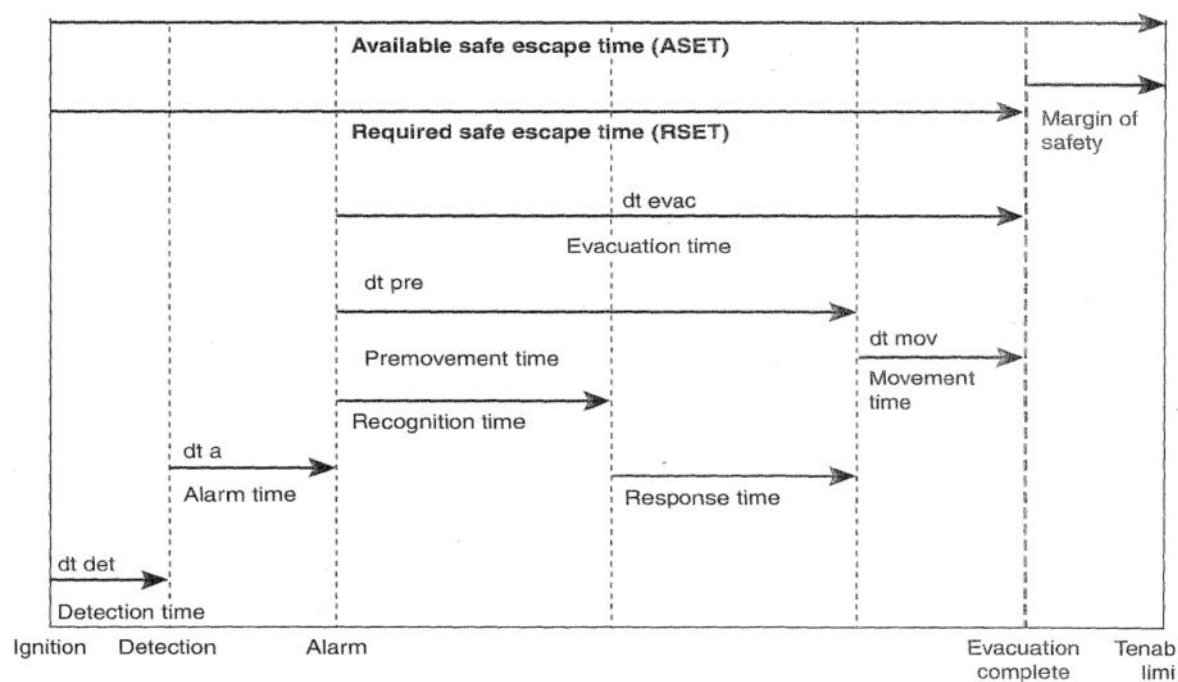 Available safe escape time (ASET)
Required safe escape time (RSET)
Margin of
safety
dt evac
Evacuation time
dt pre
Premovement time
dt mov
Movement
time
Recognition time
dt a
Alarm time
Response time
dt det
Detection time
Ignition
Detection
Alarm
Evacuation
complete
Tenab
limi